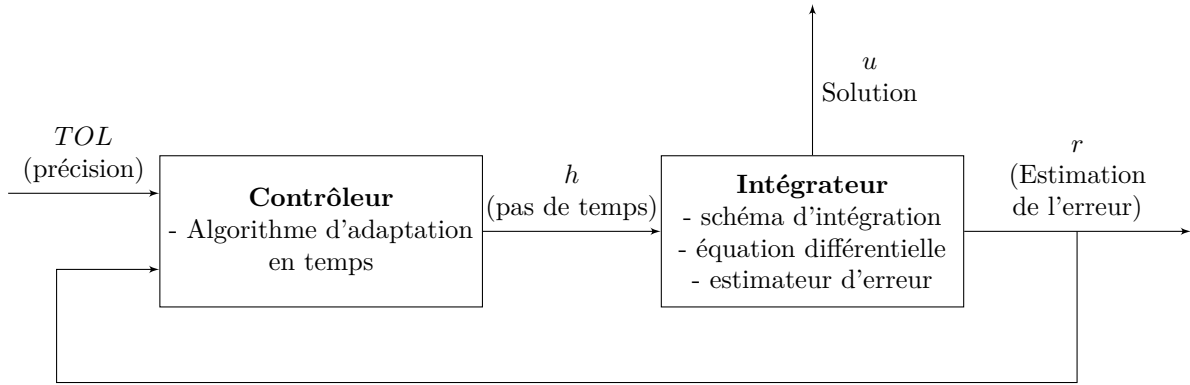 TOL
(précision)
Contrôleur
- Algorithme d'adaptation
en temps
h
(pas de temps)
Intégrateur
- schéma d'intégration
- équation différentielle
- estimateur d'erreur
u
Solution
r
(Estimation
de l'erreur)